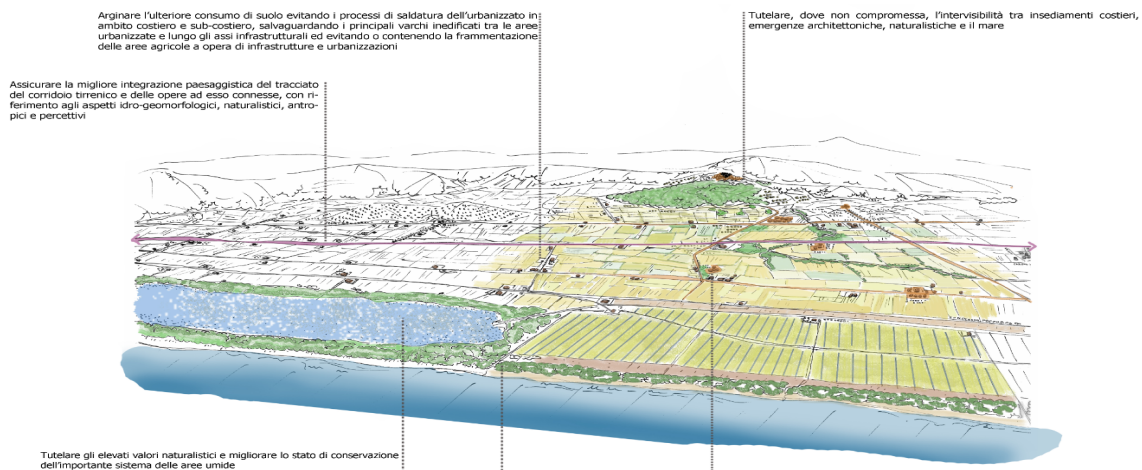 Arginare l'ulteriore consumo di suolo evitando i processi di saldatura dell'urbanizzato in
ambito costiero e sub-costiero, salvaguardando i principali varchi inedificati tra le aree
urbanizzate e lungo gli assi infrastrutturali ed evitando o contenendo la frammentazione
delle aree agricole a opera di infrastrutture e urbanizzazioni
Tutelare, dove non compromessa, l'intervisibilità tra insediamenti costieri,
emergenze architettoniche, naturalistiche e il mare
Assicurare la migliore integrazione paesaggistica del tracciato
del corridoio tirrenico e delle opere ad esso connesse, con ri-
ferimento agli aspetti idro-geomorfologici, naturalistici, antro-
pici e percettivi
Tutelare gli elevati valori naturalistici e migliorare lo stato di conservazione
dell'importante sistema delle aree umide